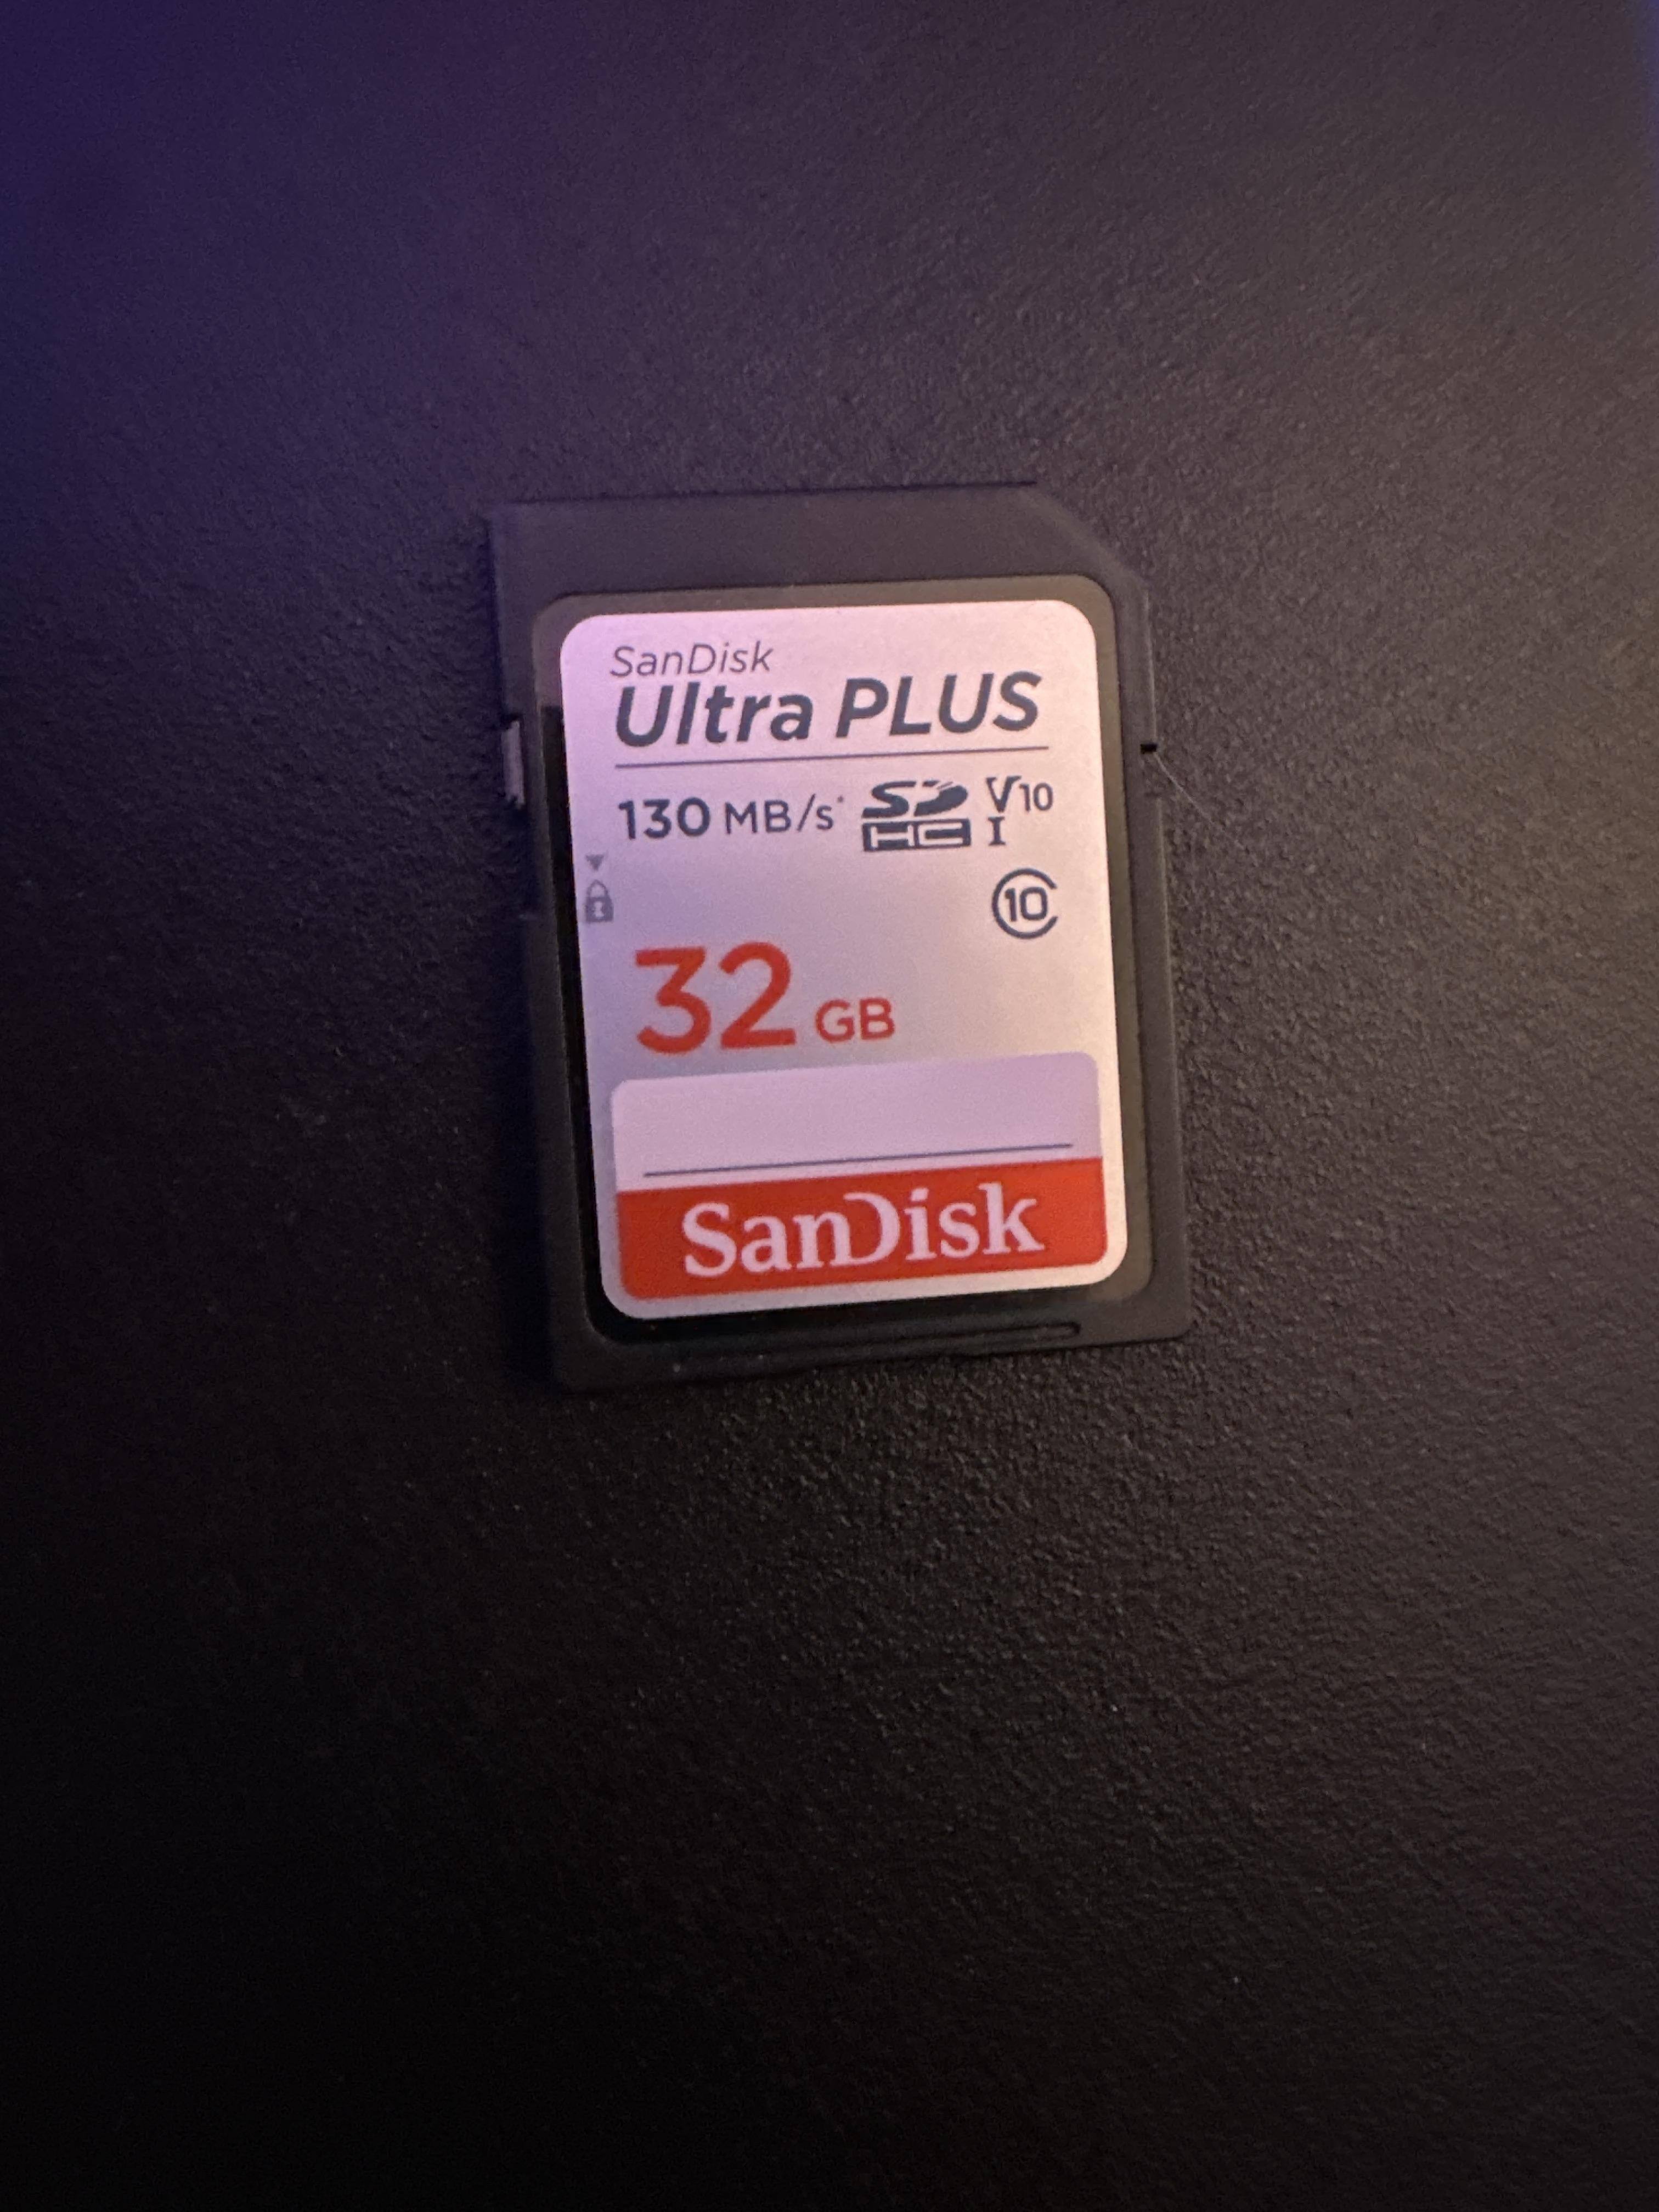 SanDisk
Ultra PLUS
130 MB/s* SD HC V10 I
10
32 GB
SanDisk